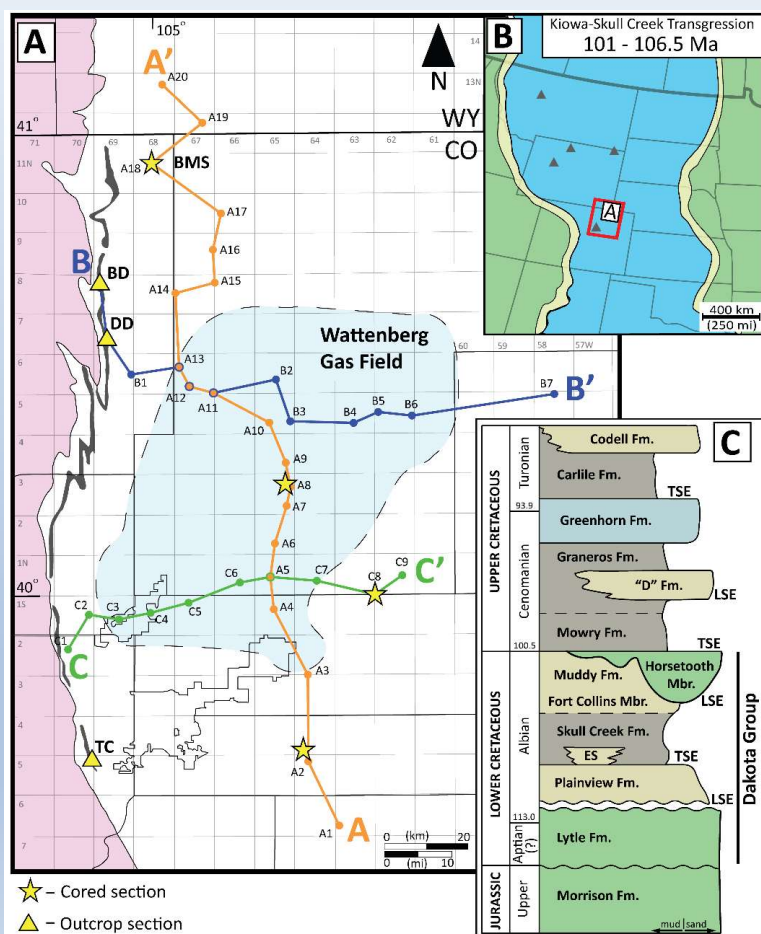 A
105°
N
14
13N
WY
CO
41°
71 70 69 68 67 66 65 64 63 62 61
11N
10
9
8
7
6
5
4
3
2
1N
40°
15
2
3
4
5
6
7
60 59 58 57W
A'
A20
A19
A18
BMS
A17
A16
A15
A14
B
BD
DD
B1
A13
A12
A11
Wattenberg
Gas Field
B2
B3
B4
B5
B6
B7
B'
A10
A9
A8
A7
A6
A5
A4
A3
A2
A1
A
C
C1
C2
C3
C4
C5
C6
C7
C8
C9
C'
TC
0 (km) 20
0 (mi) 10
– Cored section
– Outcrop section
B
Kiowa-Skull Creek Transgression
101 - 106.5 Ma
A
400 km
(250 mi)
C
UPPER CRETACEOUS
LOWER CRETACEOUS
JURASSIC
Turonian
93.9
Cenomanian
100.5
Albian
113.0
Aptian
(?)
Upper
Codell Fm.
Carlile Fm.
TSE
Greenhorn Fm.
Graneros Fm.
"D" Fm.
LSE
Mowry Fm.
TSE
Muddy Fm.
Horsetooth
Mbr.
Fort Collins Mbr.
LSE
Skull Creek Fm.
ES
TSE
Plainview Fm.
LSE
Lytle Fm.
Morrison Fm.
Dakota Group
mud | sand